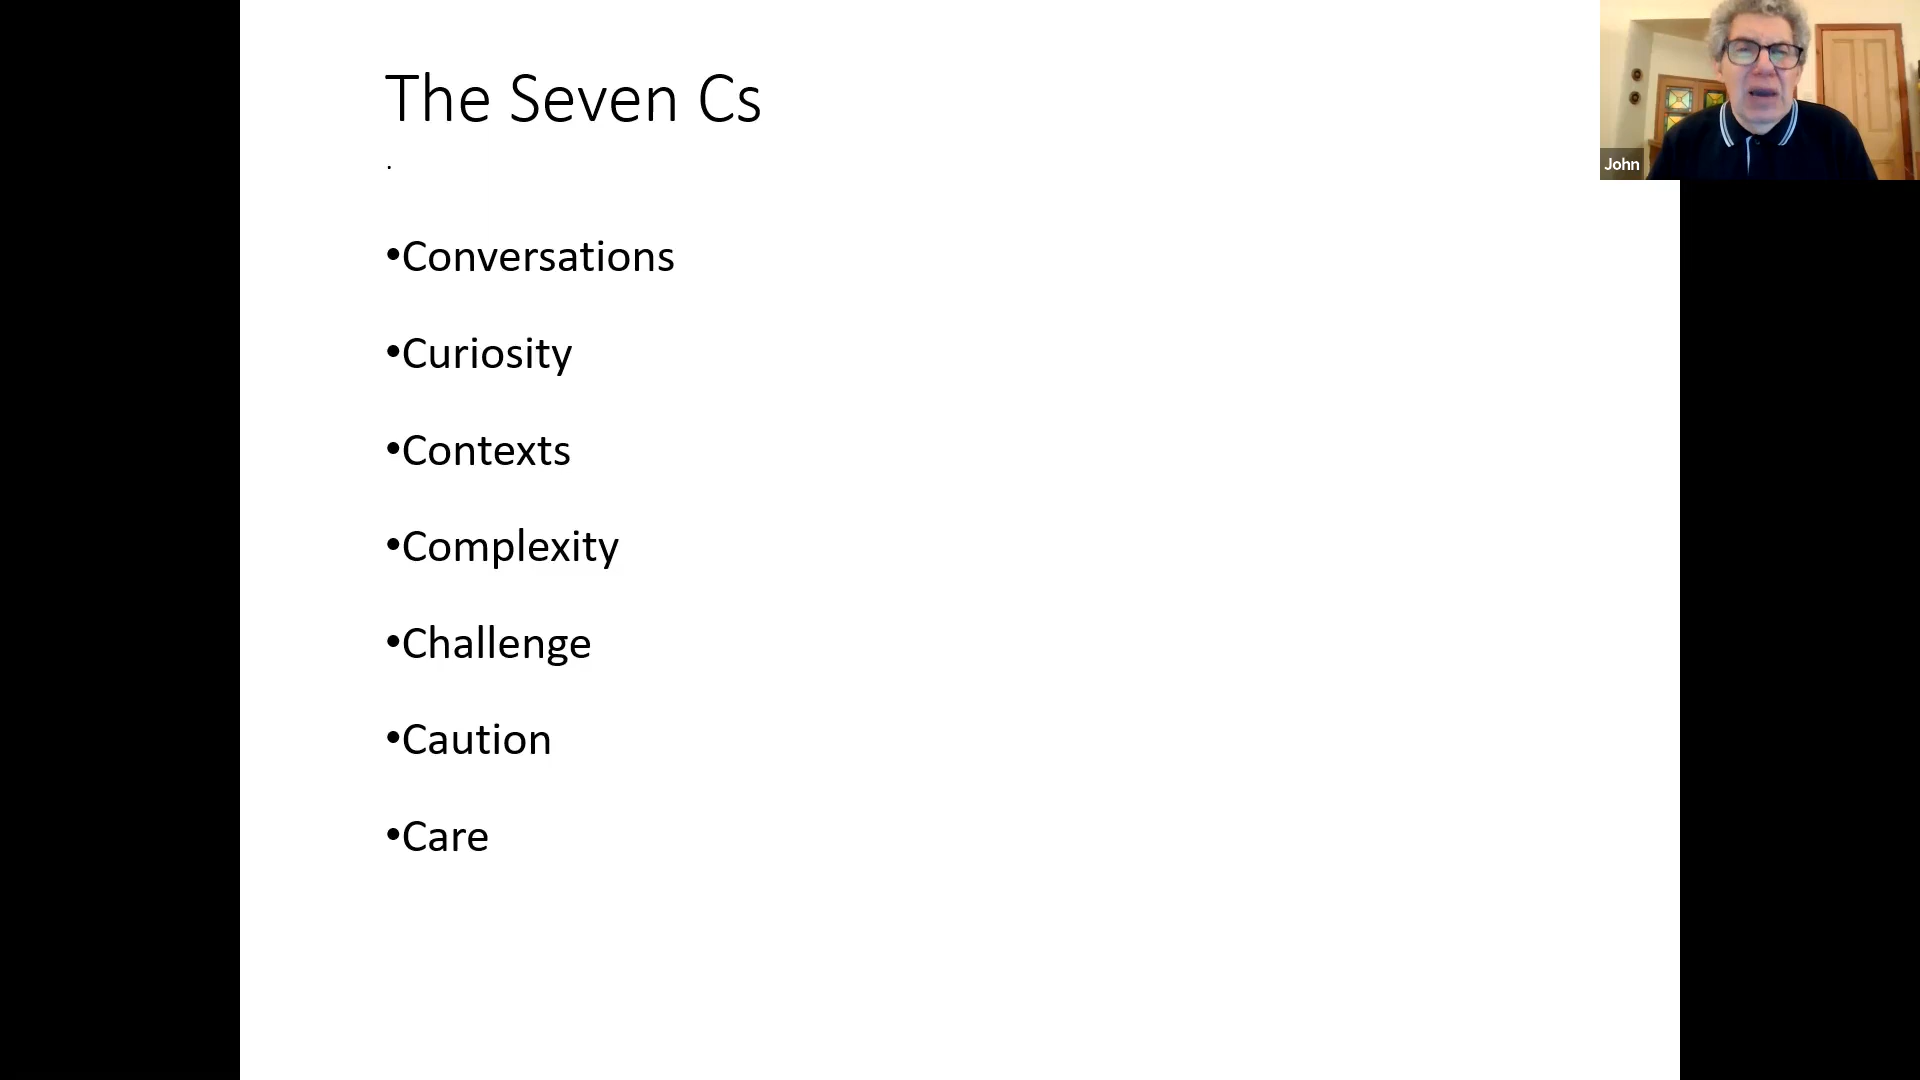 The Seven Cs
.
•Conversations
•Curiosity
•Contexts
•Complexity
•Challenge
•Caution
•Care
John